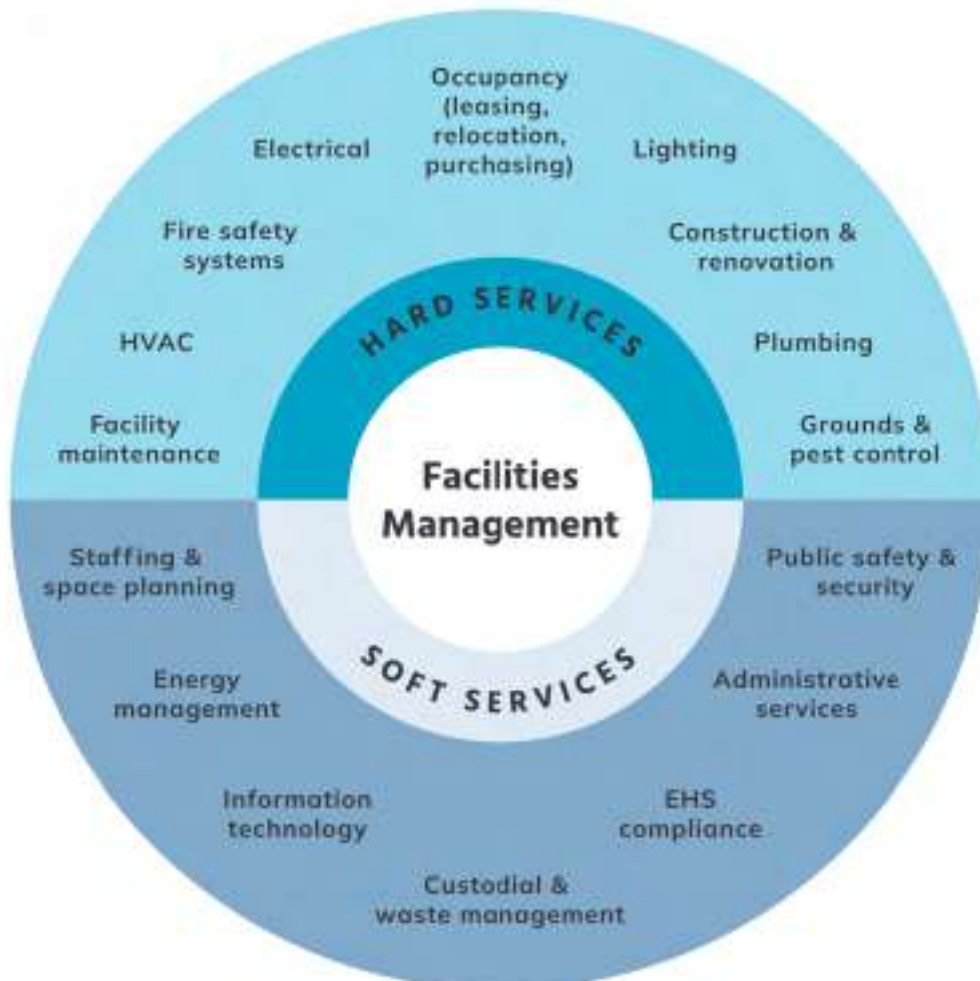 Occupancy
(leasing,
relocation,
purchasing)
Electrical
Lighting
Fire safety
systems
Construction &
renovation
HVAC
Plumbing
Facility
maintenance
Grounds &
pest control
HARD SERVICES
Facilities
Management
SOFT SERVICES
Staffing &
space planning
Public safety &
security
Energy
management
Administrative
services
Information
technology
EHS
compliance
Custodial &
waste management